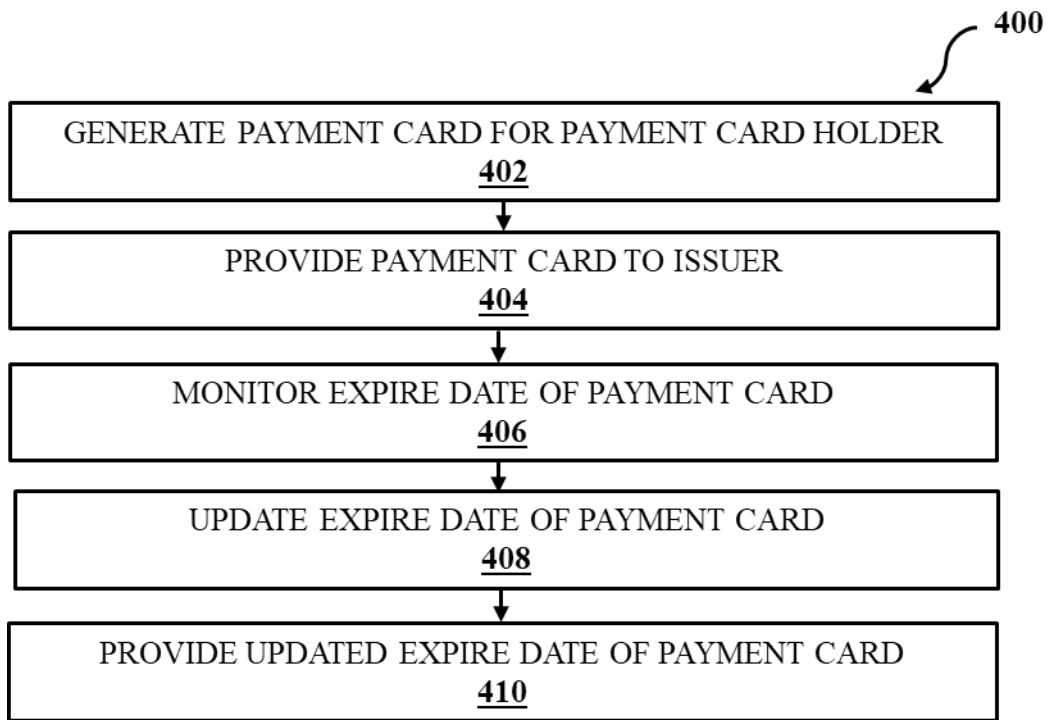 400
GENERATE PAYMENT CARD FOR PAYMENT CARD HOLDER
402
PROVIDE PAYMENT CARD TO ISSUER
404
MONITOR EXPIRE DATE OF PAYMENT CARD
406
UPDATE EXPIRE DATE OF PAYMENT CARD
408
PROVIDE UPDATED EXPIRE DATE OF PAYMENT CARD
410